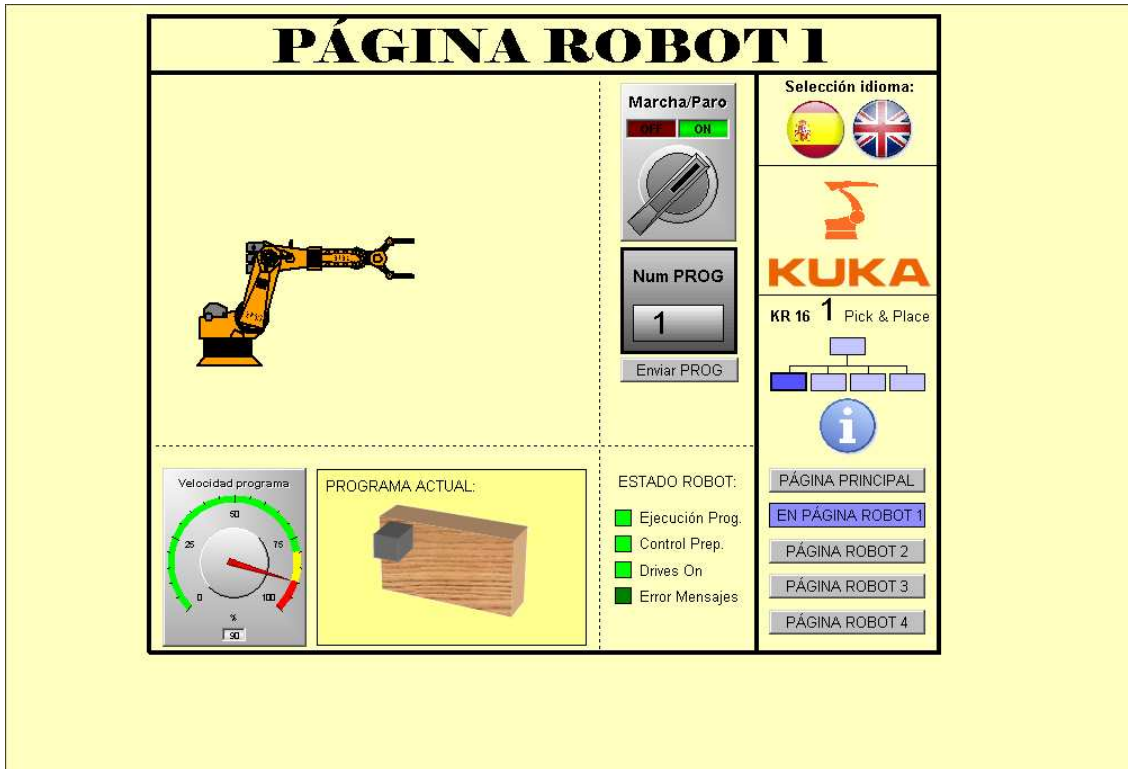 PÁGINA ROBOT 1
Marcha/Paro
OFF ON
Num PROG
1
Enviar PROG
Selección idioma:
KUKA
KR 16 1 Pick & Place
i
Velocidad programa
0 25 50 75 100
%
90
PROGRAMA ACTUAL:
ESTADO ROBOT:
Ejecución Prog.
Control Prep.
Drives On
Error Mensajes
PÁGINA PRINCIPAL
EN PÁGINA ROBOT 1
PÁGINA ROBOT 2
PÁGINA ROBOT 3
PÁGINA ROBOT 4